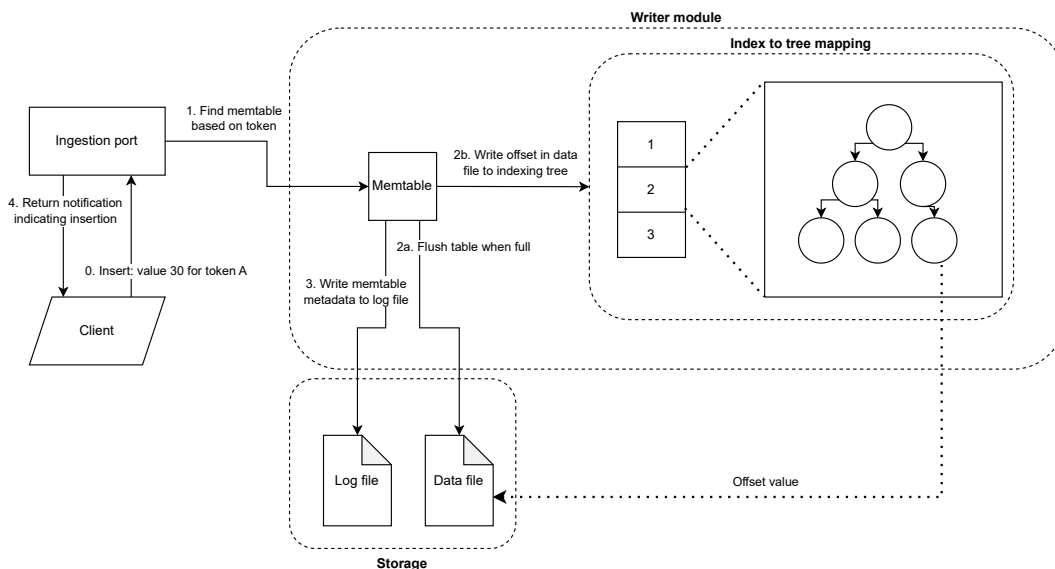 Writer module
Index to tree mapping
1. Find memtable
based on token
Ingestion port
1
2b. Write offset in data
file to indexing tree
Memtable
2
4. Return notification
indicating insertion
3
2a. Flush table when full
0. Insert: value 30 for token A
3. Write memtable
metadata to log file
Client
Log file
Data file
Offset value
Storage